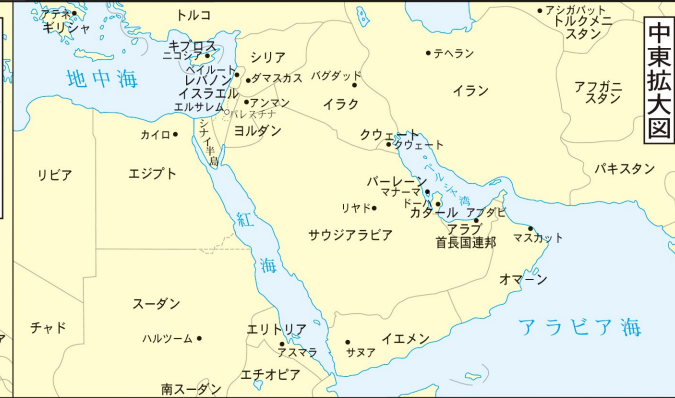 中東拡大図
アテネ
ギリシャ
トルコ
アシガバット
トルクメニ
スタン
キプロス
ニコシア
シリア
テヘラン
地中海
ベイルート
レバノン
ダマスカス
バグダッド
イラン
アフガニ
スタン
イスラエル
エルサレム
アンマン
パレスチナ
イラク
カイロ
シナイ半島
ヨルダン
クウェート
クウェート
リビア
エジプト
ペルシズ湾
パキスタン
バーレーン
マナーマ
ドーハ
カタール
アブダビ
リヤド
紅海
サウジアラビア
アラブ
首長国連邦
マスカット
オマーン
スーダン
アラビア海
チャド
ハルツーム
エリトリア
アスマラ
イエメン
サヌア
エチオピア
南スーダン